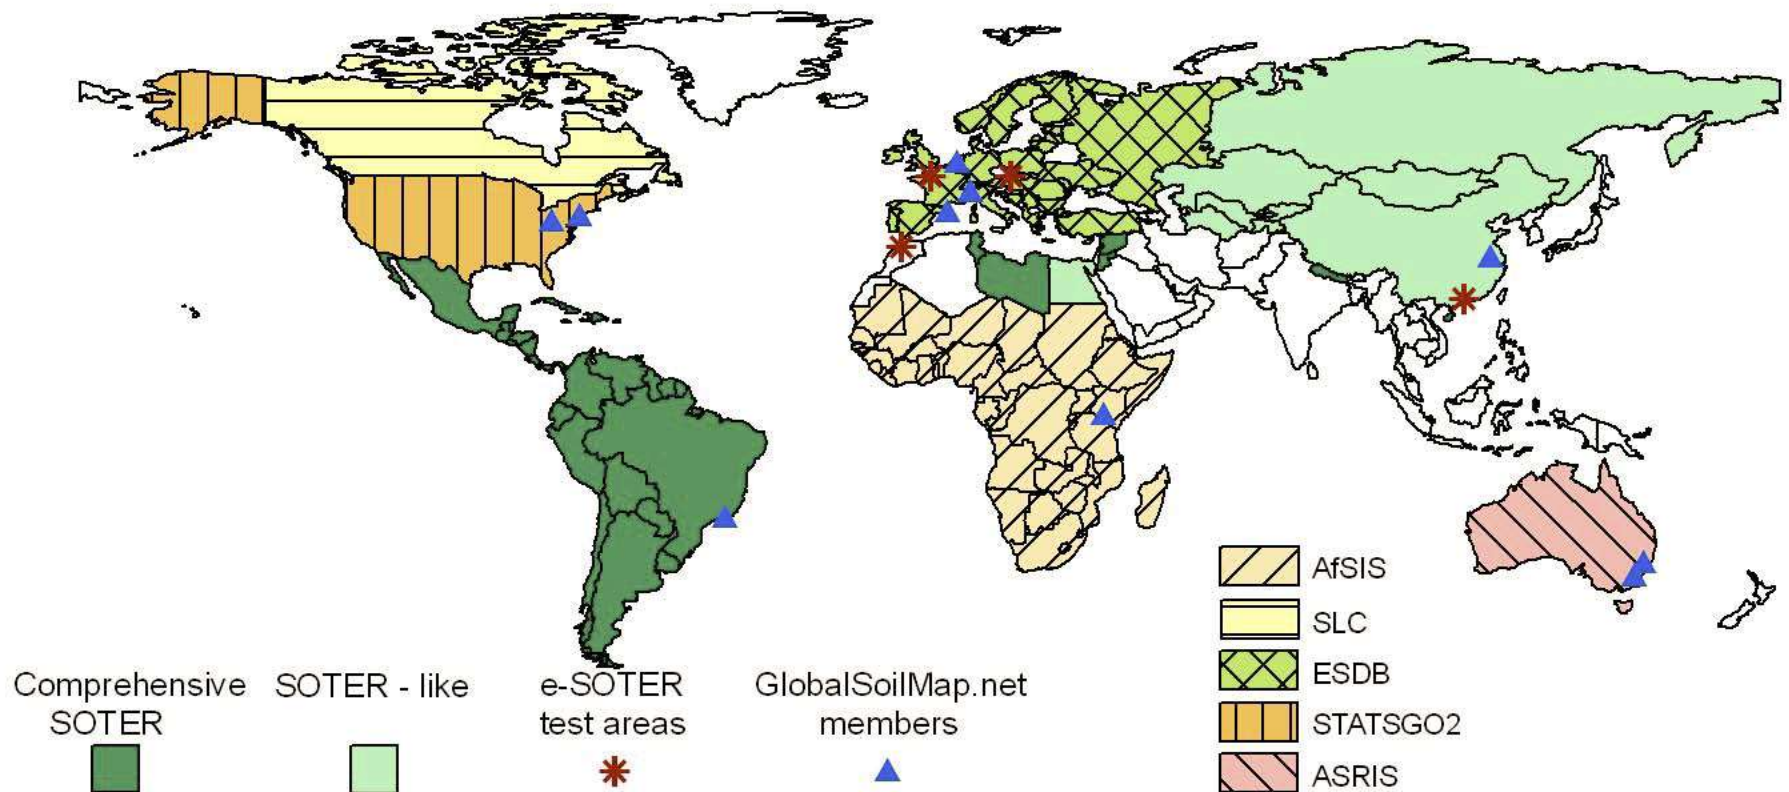 AfSIS
SLC
ESDB
STATSGO2
ASRIS
Comprehensive
SOTER
SOTER - like
e-SOTER
test areas
GlobalSoilMap.net
members